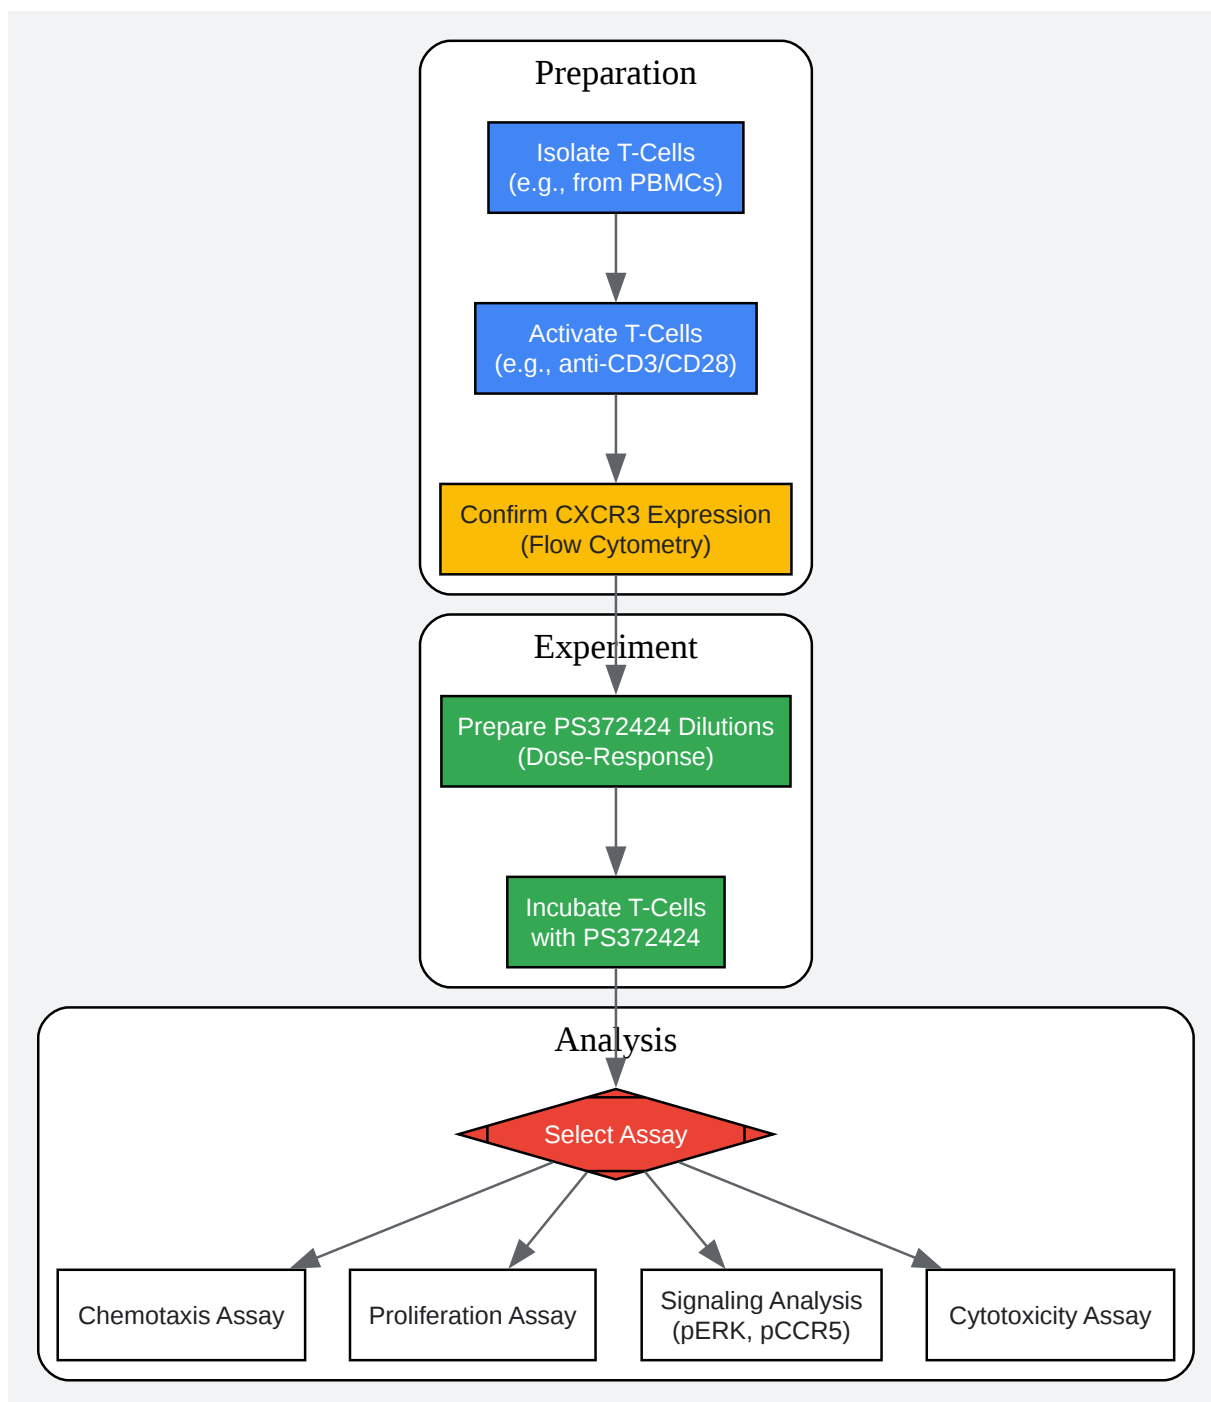 Preparation
Isolate T-Cells
(e.g., from PBMCs)
Activate T-Cells
(e.g., anti-CD3/CD28)
Confirm CXCR3 Expression
(Flow Cytometry)
Experiment
Prepare PS372424 Dilutions
(Dose-Response)
Incubate T-Cells
with PS372424
Analysis
Select Assay
Chemotaxis Assay
Proliferation Assay
Signaling Analysis
(pERK, pCCR5)
Cytotoxicity Assay